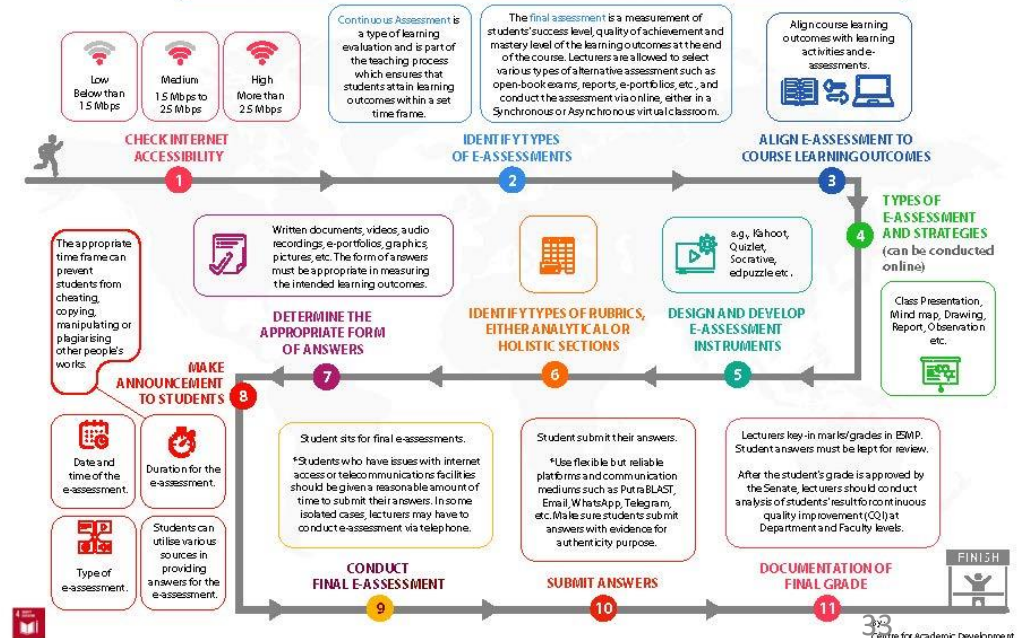 Low
Below than
1.5 Mbps
Medium
1.5 Mbps to
25 Mbps
High
More than
25 Mbps
CHECK INTERNET
ACCESSIBILITY
1
Continuous Assessment is
a type of learning
evaluation and is part of
the teaching process
which ensures that
students attain learning
outcomes within a set
time frame.
The final assessment is a measurement of
students' success level, quality of achievement and
mastery level of the learning outcomes at the end
of the course. Lecturers are allowed to select
various types of alternative assessment such as
open-book exams, reports, e-portfolios, etc., and
conduct the assessment via online, either in a
Synchronous or Asynchronous virtual classroom.
IDENTIFY TYPES
OF E-ASSESSMENTS
2
Align course learning
outcomes with learning
activities and e-
assessments.
ALIGN E-ASSESSMENT TO
COURSE LEARNING OUTCOMES
3
TYPES OF
E-ASSESSMENT
AND STRATEGIES
(can be conducted
online)
4
Class Presentation,
Mind map, Drawing,
Report, Observation
etc.
e.g., Kahoot,
Quizlet,
Socrative,
edpuzzle etc.
DESIGN AND DEVELOP
E-ASSESSMENT
INSTRUMENTS
5
IDENTIFY TYPES OF RUBRICS,
EITHER ANALYTICAL OR
HOLISTIC SECTIONS
6
Written documents, videos, audio
recordings, e-portfolios, graphics,
pictures, etc. The form of answers
must be appropriate in measuring
the intended learning outcomes.
DETERMINE THE
APPROPRIATE FORM
OF ANSWERS
7
The appropriate
time frame can
prevent
students from
cheating,
copying,
manipulating or
plagiarising
other people's
works.
MAKE
ANNOUNCEMENT
TO STUDENTS
8
Date and
time of the
e-assessment.
Duration for the
e-assessment.
Type of
e-assessment.
Students can
utilise various
sources in
providing
answers for the
e-assessment.
Student sits for final e-assessments.
*Students who have issues with internet
access or telecommunications facilities
should be given a reasonable amount of
time to submit their answers. In some
isolated cases, lecturers may have to
conduct e-assessment via telephone.
CONDUCT
FINAL E-ASSESSMENT
9
Student submit their answers.
*Use flexible but reliable
platforms and communication
mediums such as PutraBLAST,
Email, WhatsApp, Telegram,
etc. Make sure students submit
answers with evidence for
authenticity purpose.
SUBMIT ANSWERS
10
Lecturers key-in marks/grades in ESMP.
Student answers must be kept for review.
After the student's grade is approved by
the Senate, lecturers should conduct
analysis of students' result for continuous
quality improvement (CQI) at
Department and Faculty levels.
DOCUMENTATION OF
FINAL GRADE
11
FINISH
33
Centre for Academic Development